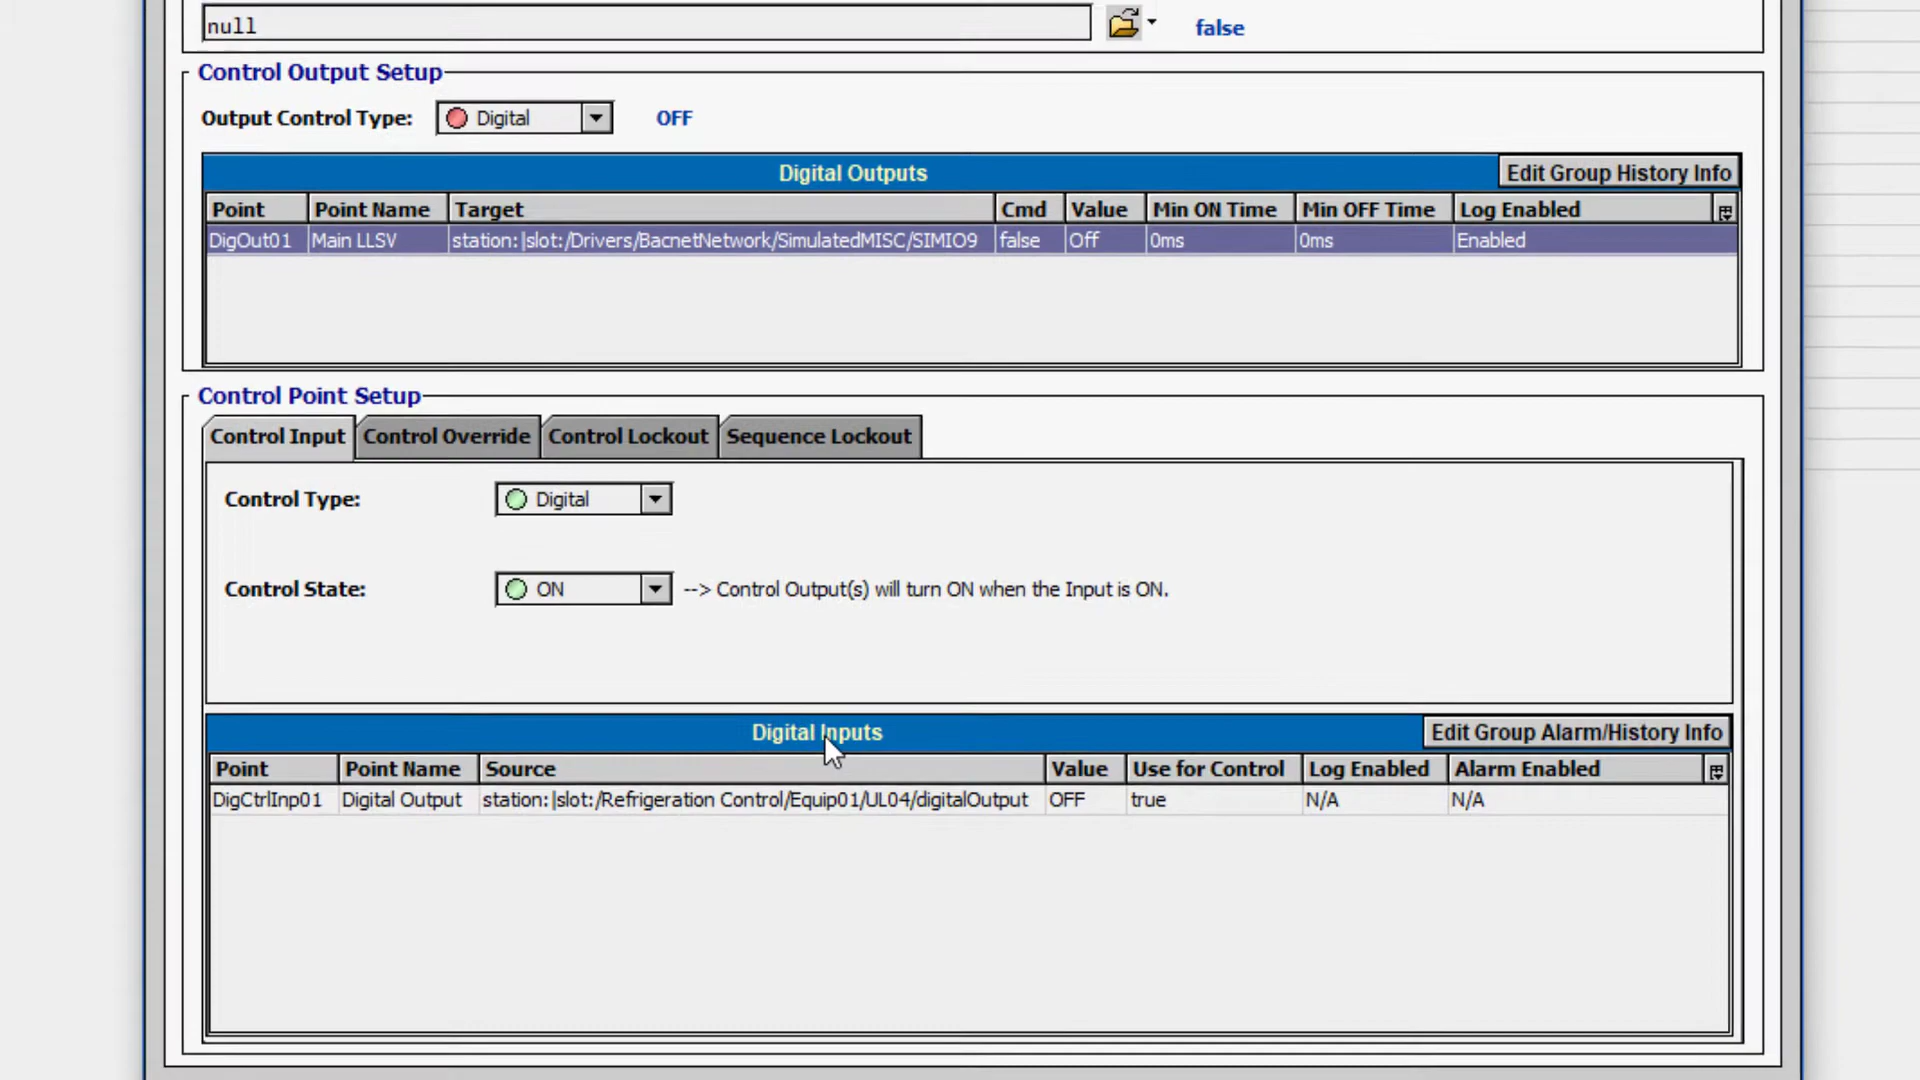 null
false
Control Output Setup
Output Control Type: Digital OFF
Digital Outputs Edit Group History Info
Point Point Name Target Cmd Value Min ON Time Min OFF Time Log Enabled
DigOut01 Main LLSV station:|slot:/Drivers/BacnetNetwork/SimulatedMISC/SIMIO9 false Off 0ms 0ms Enabled
Control Point Setup
Control Input Control Override Control Lockout Sequence Lockout
Control Type: Digital
Control State: ON --> Control Output(s) will turn ON when the Input is ON.
Digital Inputs Edit Group Alarm/History Info
Point Point Name Source Value Use for Control Log Enabled Alarm Enabled
DigCtrlInp01 Digital Output station:|slot:/Refrigeration Control/Equip01/UL04/digitalOutput OFF true N/A N/A